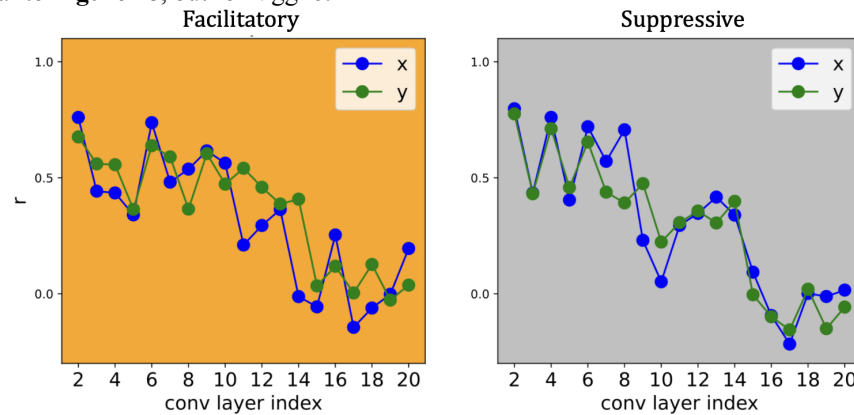 Facilitatory
Suppressive
1.0
0.5
0.0
r
x
y
2 4 6 8 10 12 14 16 18 20
conv layer index
1.0
0.5
0.0
x
y
2 4 6 8 10 12 14 16 18 20
conv layer index